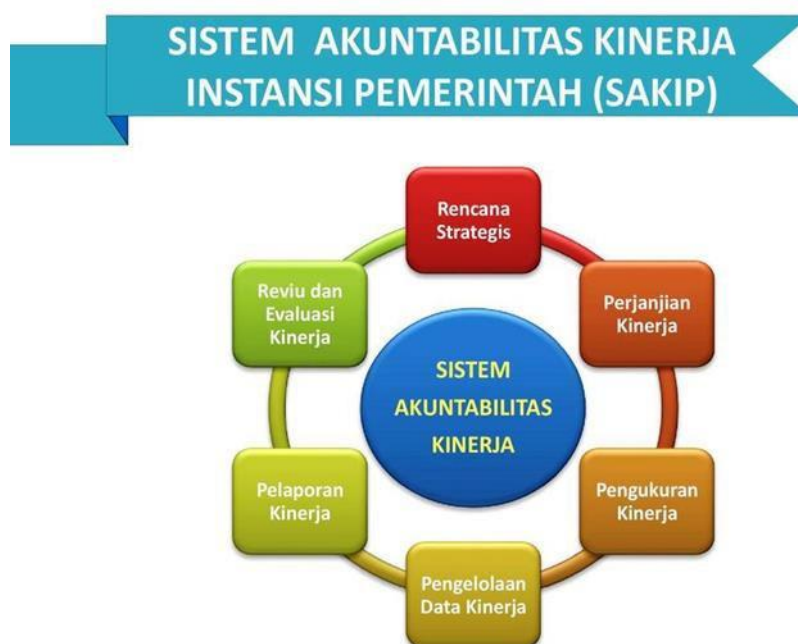 SISTEM AKUNTABILITAS KINERJA
INSTANSI PEMERINTAH (SAKIP)
Rencana
Strategis
Perjanjian
Kinerja
Pengukuran
Kinerja
Pengelolaan
Data Kinerja
Pelaporan
Kinerja
Reviu dan
Evaluasi
Kinerja
SISTEM
AKUNTABILITAS
KINERJA